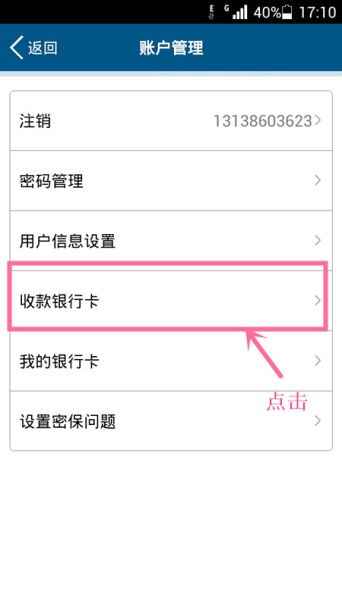 E G 40% 17:10
返回 账户管理
注销 13138603623
密码管理
用户信息设置
收款银行卡
我的银行卡
点击
设置密保问题